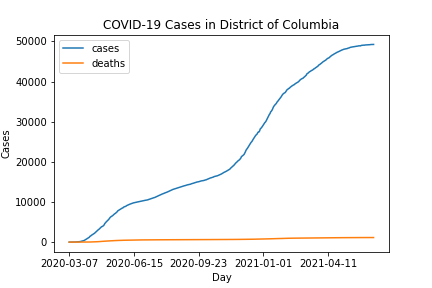 COVID-19 Cases in District of Columbia
cases
deaths
50000
40000
30000
20000
10000
0
Cases
2020-03-07 2020-06-15 2020-09-23 2021-01-01 2021-04-11
Day